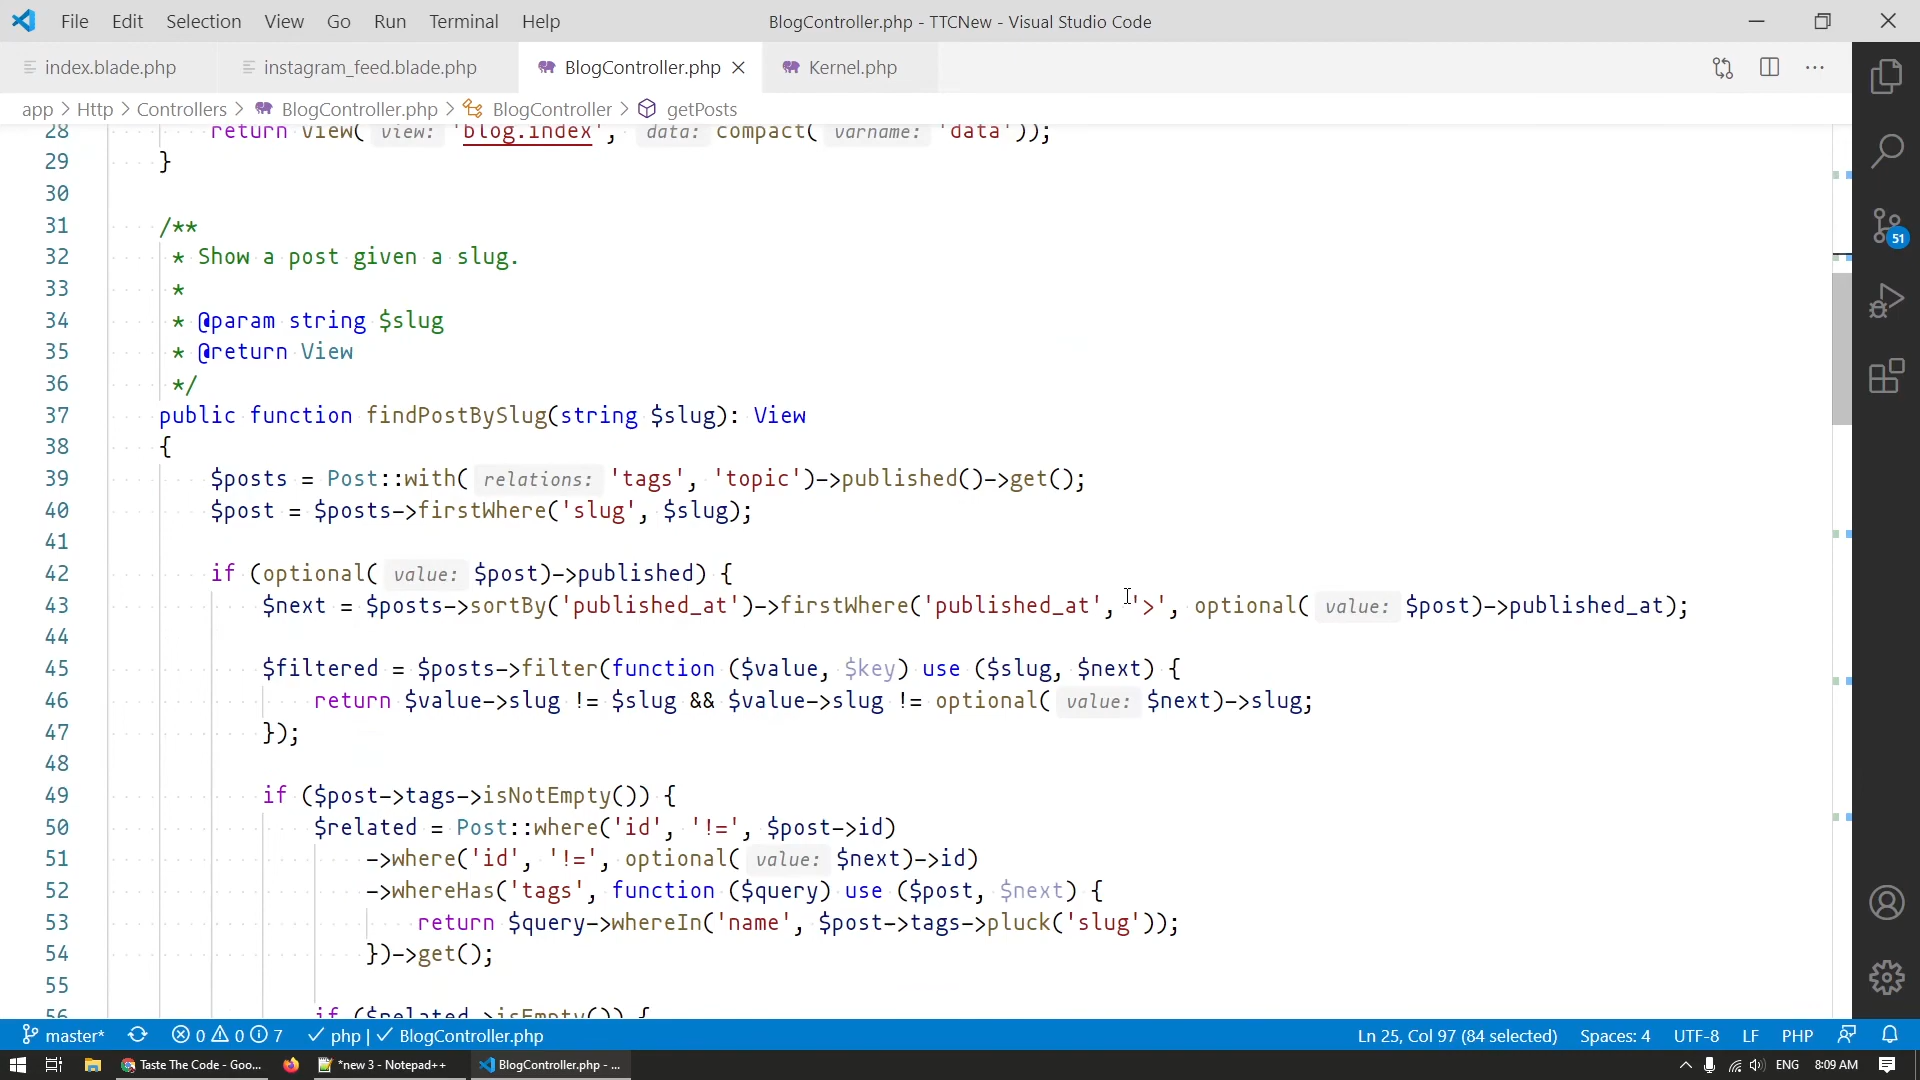 File Edit Selection View Go Run Terminal Help BlogController.php - TTCNew - Visual Studio Code
index.blade.php instagram_feed.blade.php BlogController.php Kernel.php
app > Http > Controllers > BlogController.php > BlogController > getPosts
28 return view( view: 'blog.index', data: compact( varname: 'data'));
29 }
30
31 /**
32 * Show a post given a slug.
33 *
34 * @param string $slug
35 * @return View
36 */
37 public function findPostBySlug(string $slug): View
38 {
39 $posts = Post::with( relations: 'tags', 'topic')->published()->get();
40 $post = $posts->firstWhere('slug', $slug);
41
42 if (optional( value: $post)->published) {
43 $next = $posts->sortBy('published_at')->firstWhere('published_at', '>', optional( value: $post)->published_at);
44
45 $filtered = $posts->filter(function ($value, $key) use ($slug, $next) {
46 return $value->slug != $slug && $value->slug != optional( value: $next)->slug;
47 });
48
49 if ($post->tags->isNotEmpty()) {
50 $related = Post::where('id', '!=', $post->id)
51 ->where('id', '!=', optional( value: $next)->id)
52 ->whereHas('tags', function ($query) use ($post, $next) {
53 return $query->whereIn('name', $post->tags->pluck('slug'));
54 })->get();
55
56 if ($related->isEmpty()) {
51
master* 0 0 7 php | BlogController.php Ln 25, Col 97 (84 selected) Spaces: 4 UTF-8 LF PHP
Taste The Code - Goo... *new 3 - Notepad++ BlogController.php - ... ENG 8:09 AM